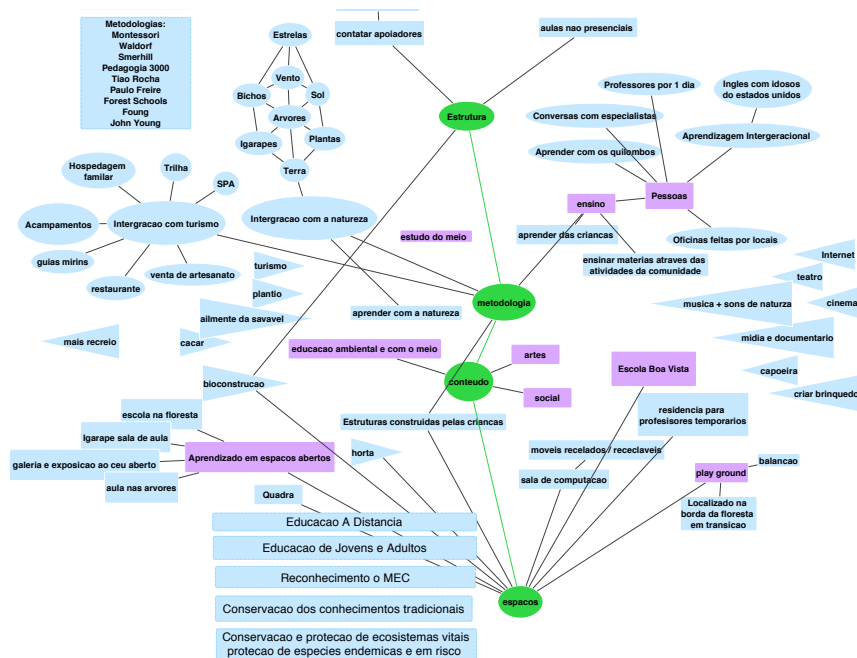 Metodologias:
Montessori
Waldorf
Smerhill
Pedagogia 3000
Tiao Rocha
Paulo Freire
Forest Schools
Foung
John Young
Estrelas
Vento
Bichos
Sol
Arvores
Igarapes
Plantas
Terra
contatar apoiadores
aulas nao presenciais
Estrutura
Professores por 1 dia
Ingles com idosos
do estados unidos
Conversas com especialistas
Aprendizagem Intergeracional
Aprender com os quilombos
Pessoas
ensino
Oficinas feitas por locais
aprender das criancas
ensinar materias atraves das
atividades da comunidade
Hospedagem
familar
Trilha
SPA
Acampamentos
Intergracao com turismo
guias mirins
restaurante
venta de artesanato
Intergracao com a natureza
estudo do meio
turismo
plantio
ailmente da savavel
mais recreio
cacar
aprender com a natureza
metodologia
Internet
teatro
musica + sons de naturza
cinema
midia e documentario
capoeira
criar brinquedo
educacao ambiental e com o meio
artes
conteudo
social
Escola Boa Vista
bioconstrucao
residencia para
profesisores temporarios
escola na floresta
Igarape sala de aula
galeria e exposicao ao ceu aberto
aula nas arvores
Aprendizado em espacos abertos
Estruturas construidas pelas criancas
horta
moveis recelados / receclaveis
sala de computacao
play ground
balancao
Localizado na
borda da floresta
em transicao
Quadra
Educacao A Distancia
Educacao de Jovens e Adultos
Reconhecimento o MEC
Conservacao dos conhecimentos tradicionais
Conservacao e protecao de ecosistemas vitais
protecao de especies endemicas e em risco
espacos